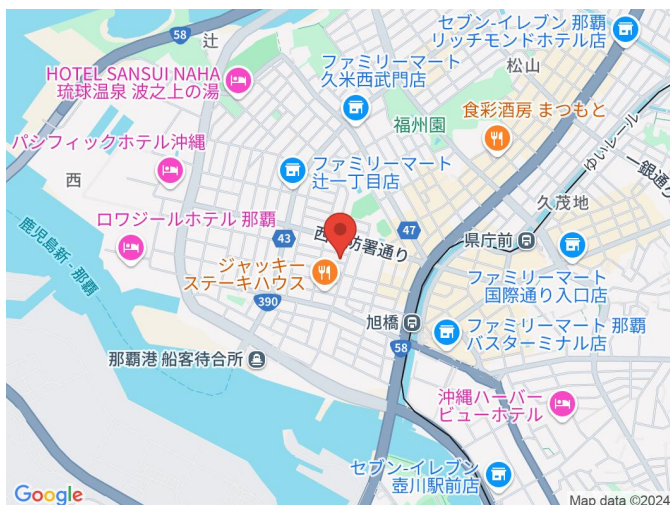 セブン-イレブン 那覇
リッチモンドホテル店
58
辻
松山
HOTEL SANSUI NAHA
琉球温泉 波之上の湯
ファミリーマート
久米西武門店
食彩酒房 まつもと
福州園
ゆいレール
一銀通り
パシフィックホテル沖縄
ファミリーマート
辻一丁目店
西
久茂地
ロワジールホテル 那覇
43
47
県庁前
鹿児島新・那覇
ジャッキー
ステーキハウス
ファミリーマート
国際通り入口店
390
旭橋
ファミリーマート 那覇
バスターミナル店
58
那覇港 船客待合所
沖縄ハーバー
ビューホテル
セブン-イレブン
壺川駅前店
Google
Map data ©2024